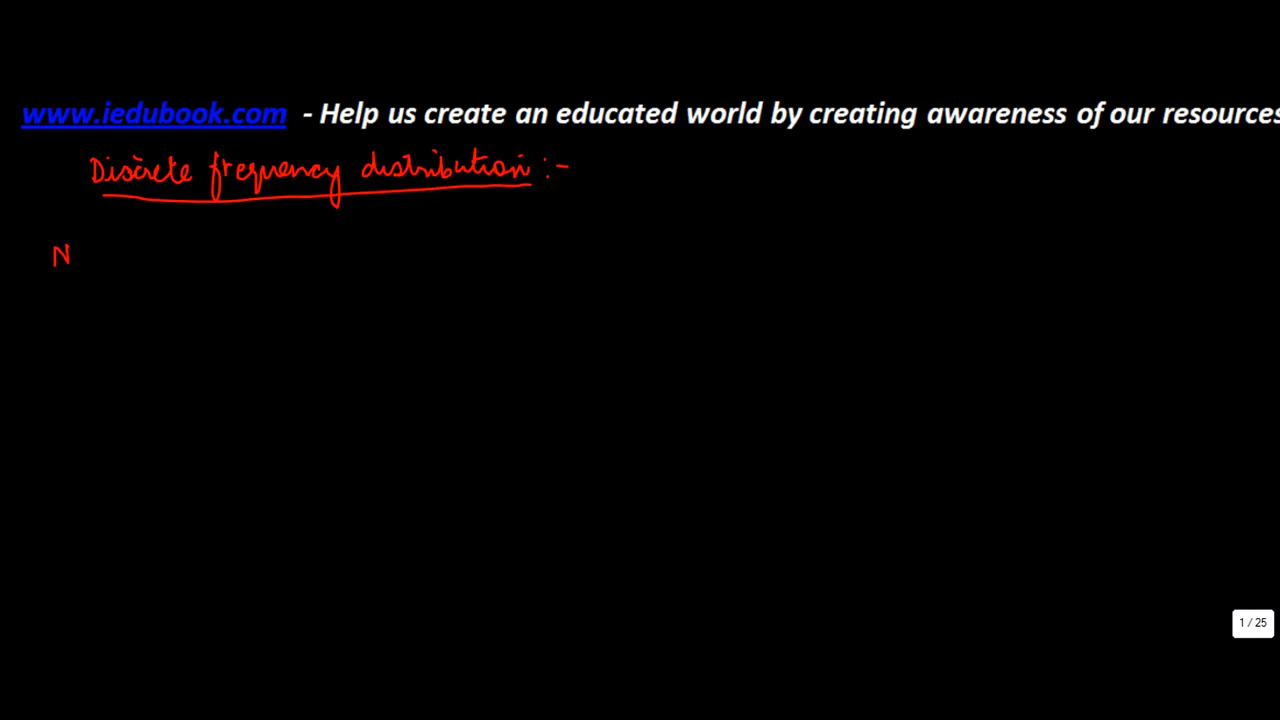 www.iedubook.com - Help us create an educated world by creating awareness of our resources
Discrete frequency distribution :-
N
1 / 25